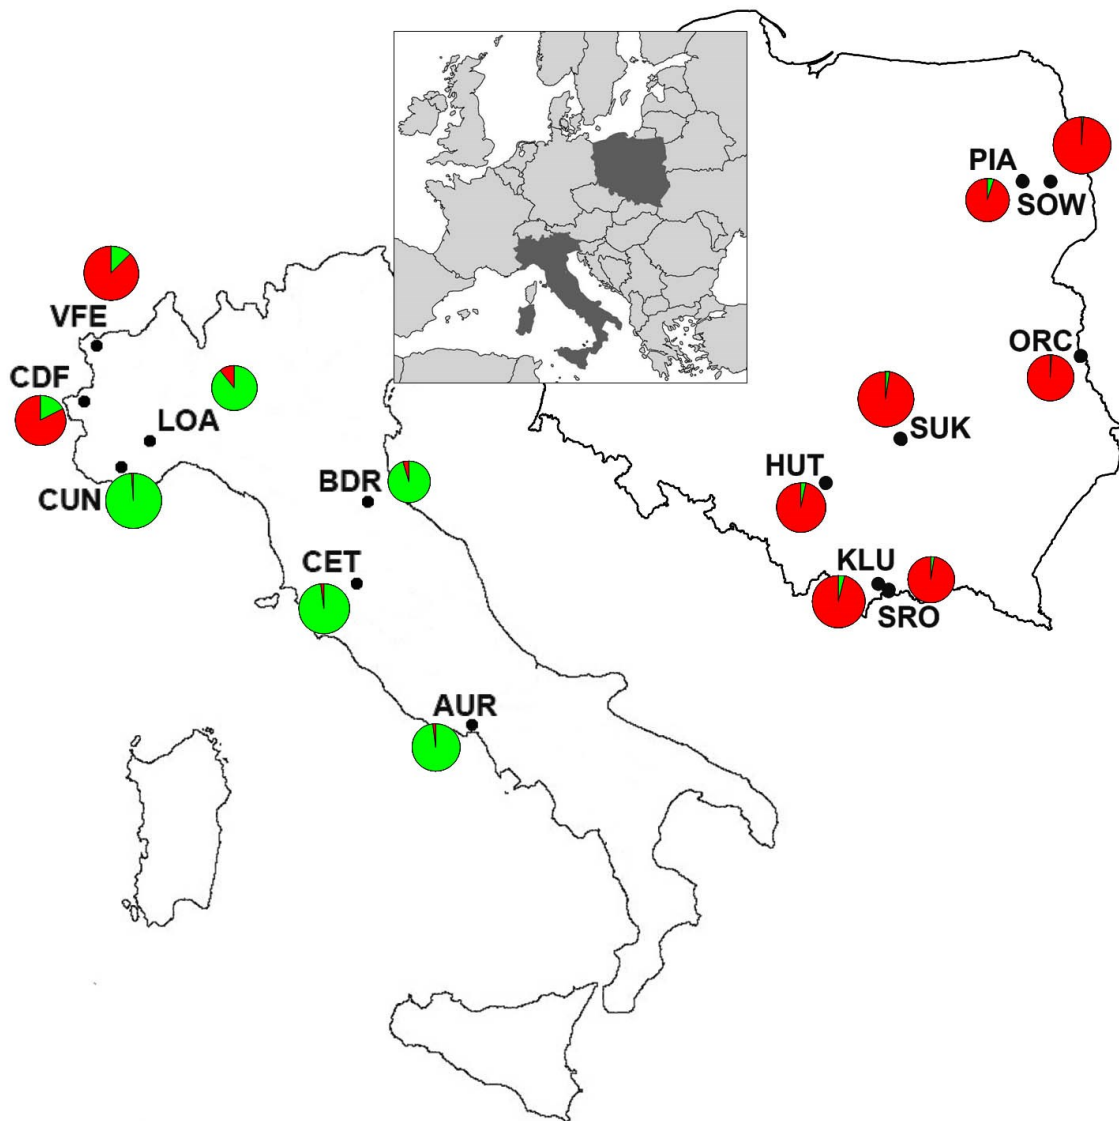 PIA
SOW
VFE
ORC
CDF
LOA
SUK
HUT
BDR
CUN
CET
KLU
SRO
AUR